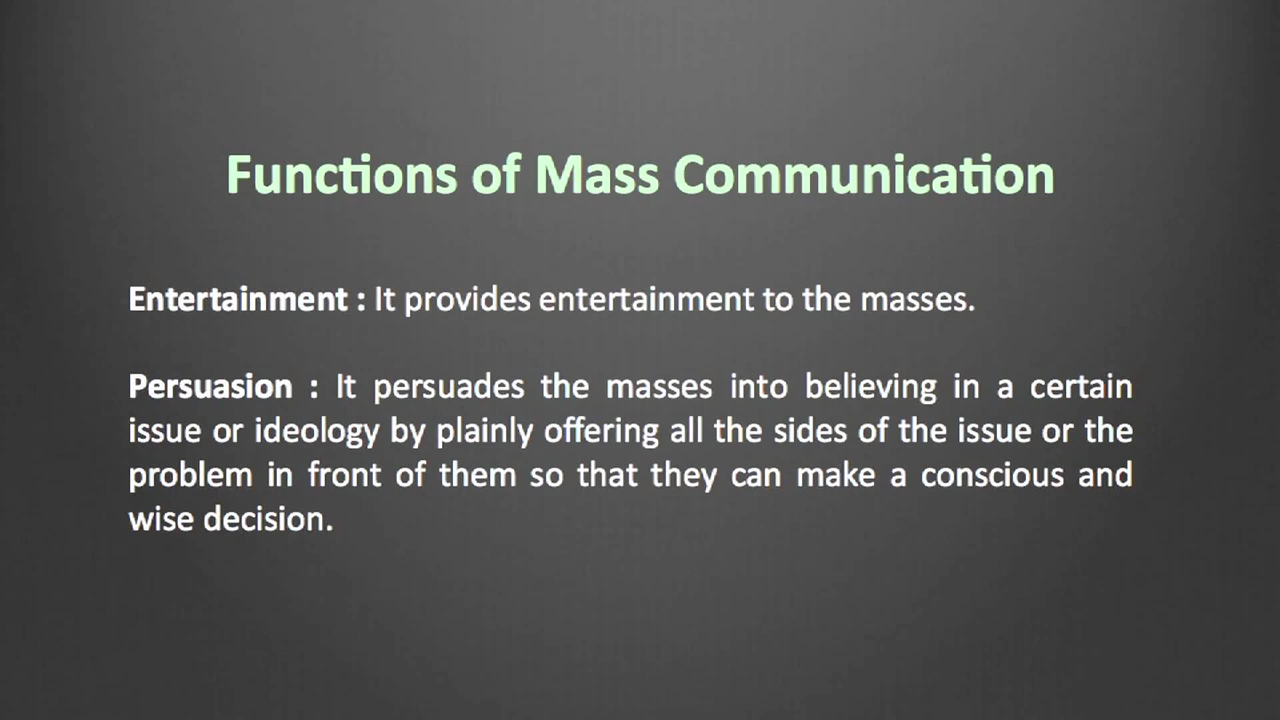 Functions of Mass Communication
Entertainment : It provides entertainment to the masses.
Persuasion : It persuades the masses into believing in a certain
issue or ideology by plainly offering all the sides of the issue or the
problem in front of them so that they can make a conscious and
wise decision.